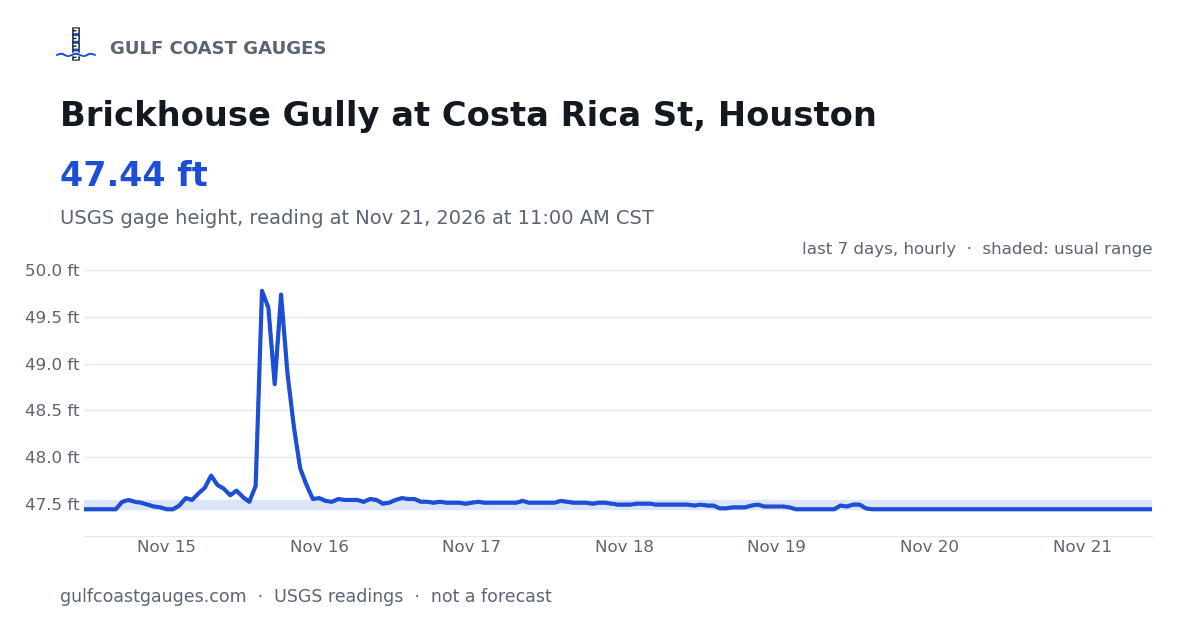 GULF COAST GAUGES
Brickhouse Gully at Costa Rica St, Houston
47.44 ft
USGS gage height, reading at Nov 21, 2026 at 11:00 AM CST
last 7 days, hourly · shaded: usual range
50.0 ft
49.5 ft
49.0 ft
48.5 ft
48.0 ft
47.5 ft
Nov 15 Nov 16 Nov 17 Nov 18 Nov 19 Nov 20 Nov 21
gulfcoastgauges.com · USGS readings · not a forecast